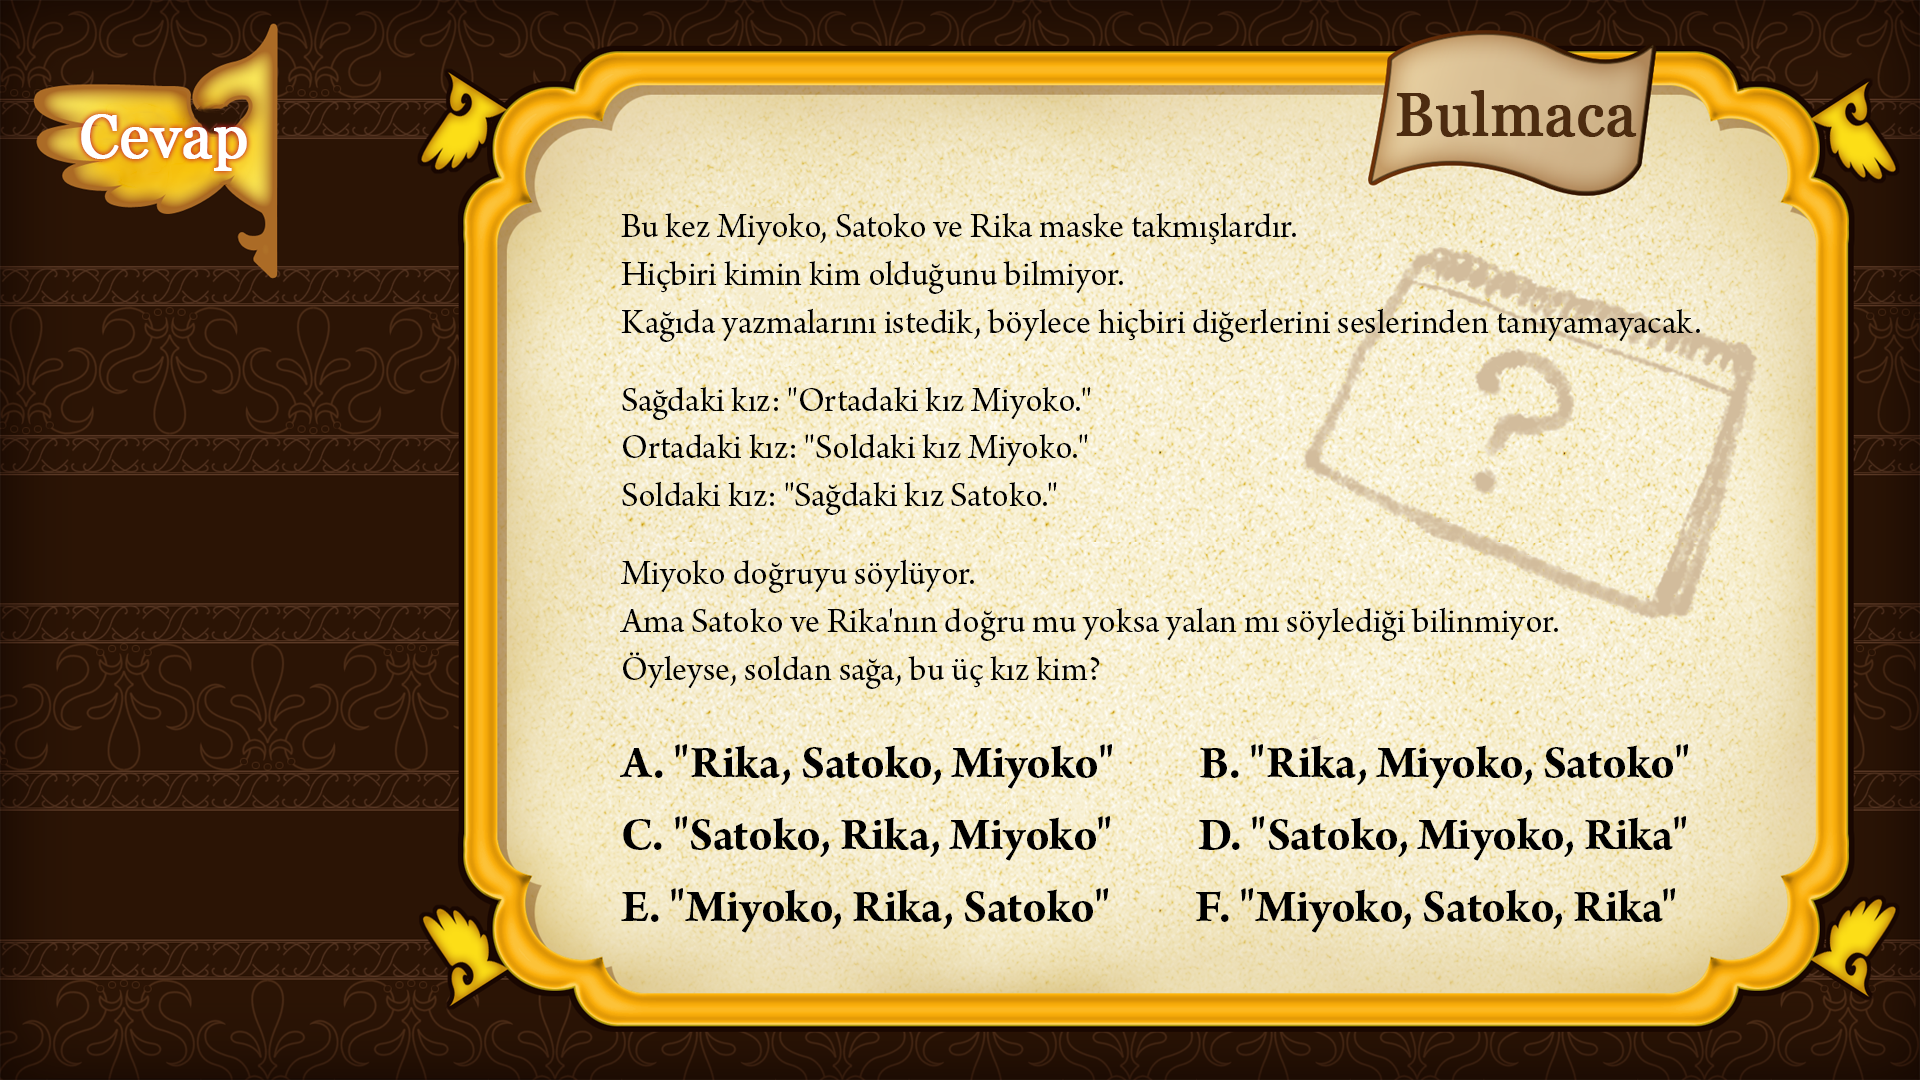 Cevap
Bulmaca
Bu kez Miyoko, Satoko ve Rika maske takmışlardır.
Hiçbiri kimin kim olduğunu bilmiyor.
Kağıda yazmalarını istedik, böylece hiçbiri diğerlerini seslerinden tanıyamayacak.
Sağdaki kız: "Ortadaki kız Miyoko."
Ortadaki kız: "Soldaki kız Miyoko."
Soldaki kız: "Sağdaki kız Satoko."
Miyoko doğruyu söylüyor.
Ama Satoko ve Rika'nın doğru mu yoksa yalan mı söylediği bilinmiyor.
Öyleyse, soldan sağa, bu üç kız kim?
A. "Rika, Satoko, Miyoko" B. "Rika, Miyoko, Satoko"
C. "Satoko, Rika, Miyoko" D. "Satoko, Miyoko, Rika"
E. "Miyoko, Rika, Satoko" F. "Miyoko, Satoko, Rika"